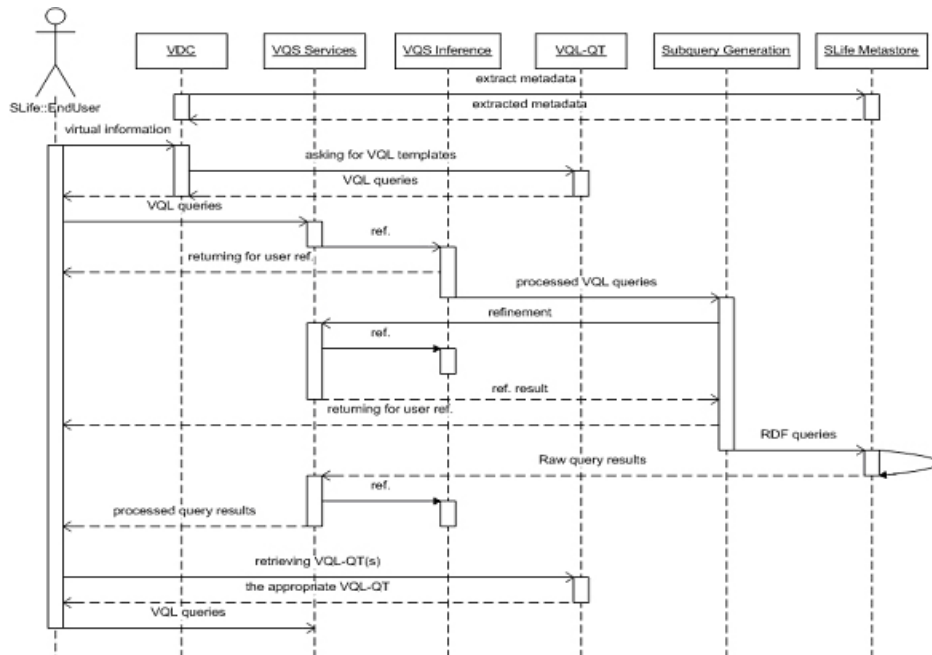 VDC
VQS Services
VQS Inference
VQL-QT
Subquery Generation
SLife Metastore
extract metadata
SLife::EndUser
extracted metadata
virtual information
asking for VQL templates
VQL queries
VQL queries
ref.
returning for user ref.
processed VQL queries
refinement
ref.
ref. result
returning for user ref.
RDF queries
Raw query results
ref.
processed query results
retrieving VQL-QT(s)
the appropriate VQL-QT
VQL queries